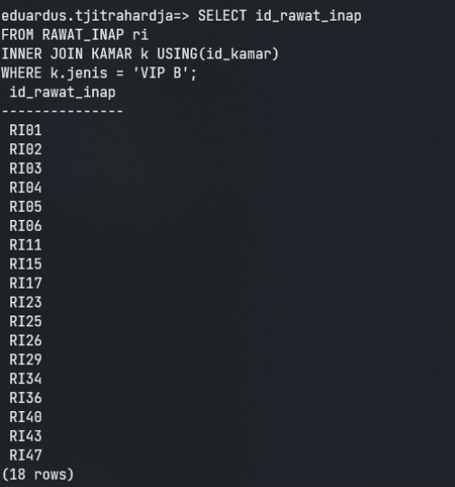 eduardus.tjitrahardja=> SELECT id_rawat_inap
FROM RAWAT_INAP ri
INNER JOIN KAMAR k USING(id_kamar)
WHERE k.jenis = 'VIP B';
 id_rawat_inap
---------------
 RI01
 RI02
 RI03
 RI04
 RI05
 RI06
 RI11
 RI15
 RI17
 RI23
 RI25
 RI26
 RI29
 RI34
 RI36
 RI40
 RI43
 RI47
(18 rows)